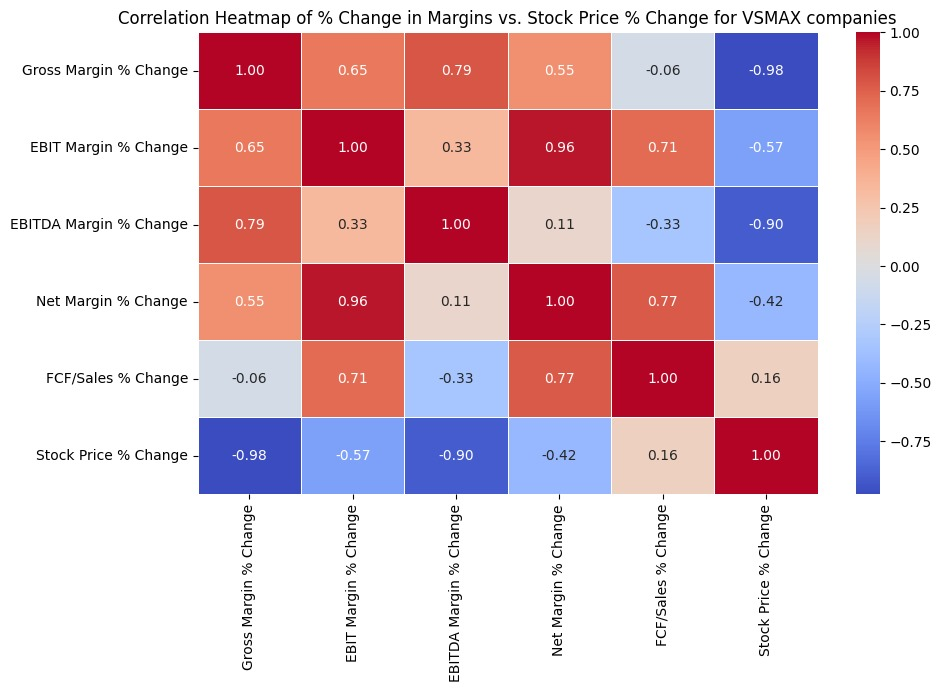 Correlation Heatmap of % Change in Margins vs. Stock Price % Change for VSMAX companies
Gross Margin % Change 1.00 0.65 0.79 0.55 -0.06 -0.98
EBIT Margin % Change 0.65 1.00 0.33 0.96 0.71 -0.57
EBITDA Margin % Change 0.79 0.33 1.00 0.11 -0.33 -0.90
Net Margin % Change 0.55 0.96 0.11 1.00 0.77 -0.42
FCF/Sales % Change -0.06 0.71 -0.33 0.77 1.00 0.16
Stock Price % Change -0.98 -0.57 -0.90 -0.42 0.16 1.00
Gross Margin % Change
EBIT Margin % Change
EBITDA Margin % Change
Net Margin % Change
FCF/Sales % Change
Stock Price % Change
1.00
0.75
0.50
0.25
0.00
−0.25
−0.50
−0.75